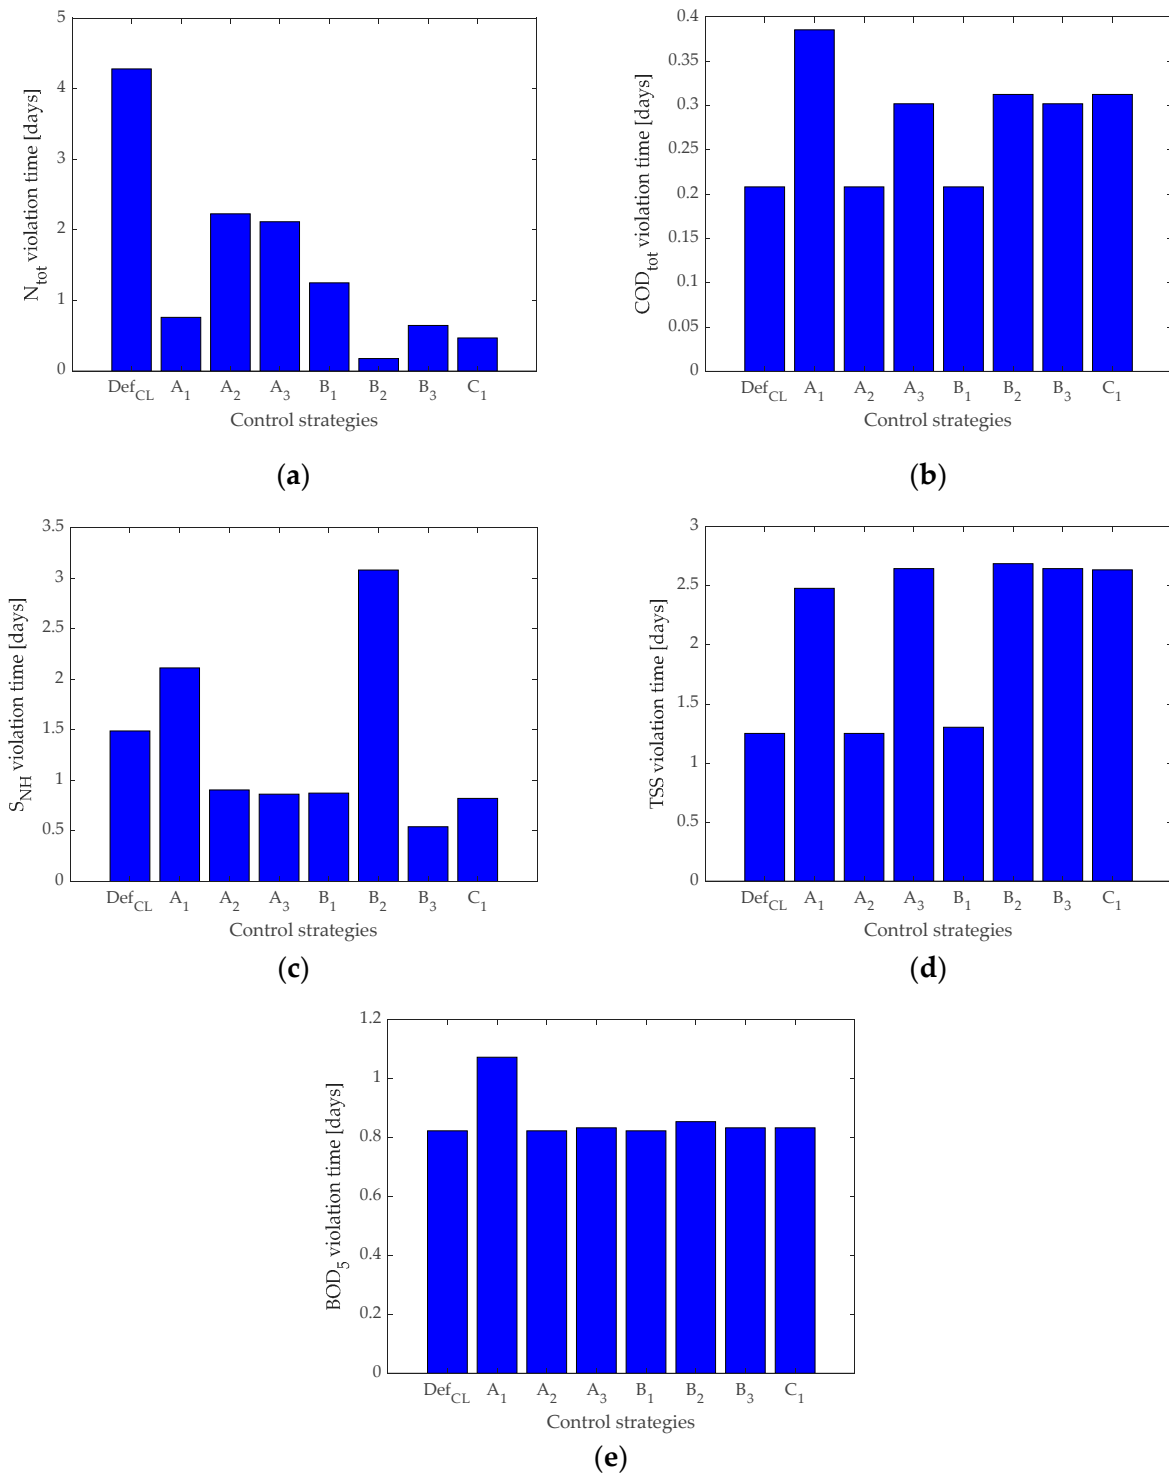 5
4
3
2
1
0
N_tot violation time [days]
Def_CL A_1 A_2 A_3 B_1 B_2 B_3 C_1
Control strategies
(a)
0.4
0.35
0.3
0.25
0.2
0.15
0.1
0.05
0
COD_tot violation time [days]
Def_CL A_1 A_2 A_3 B_1 B_2 B_3 C_1
Control strategies
(b)
3.5
3
2.5
2
1.5
1
0.5
0
S_NH violation time [days]
Def_CL A_1 A_2 A_3 B_1 B_2 B_3 C_1
Control strategies
(c)
3
2.5
2
1.5
1
0.5
0
TSS violation time [days]
Def_CL A_1 A_2 A_3 B_1 B_2 B_3 C_1
Control strategies
(d)
1.2
1
0.8
0.6
0.4
0.2
0
BOD_5 violation time [days]
Def_CL A_1 A_2 A_3 B_1 B_2 B_3 C_1
Control strategies
(e)